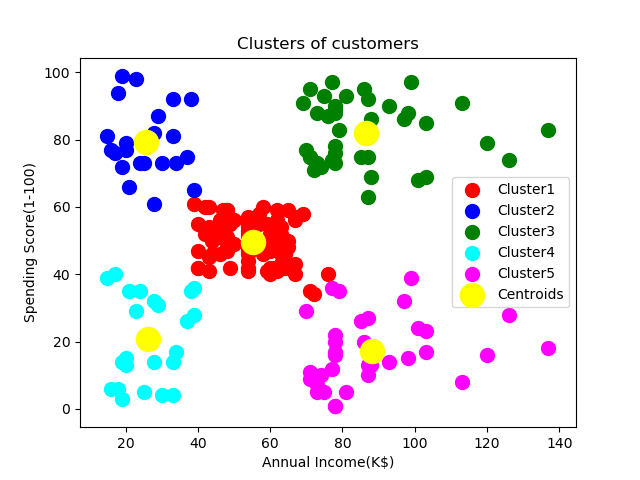 Clusters of customers
Spending Score(1-100)
100
80
60
40
20
0
Cluster1
Cluster2
Cluster3
Cluster4
Cluster5
Centroids
20 40 60 80 100 120 140
Annual Income(K$)